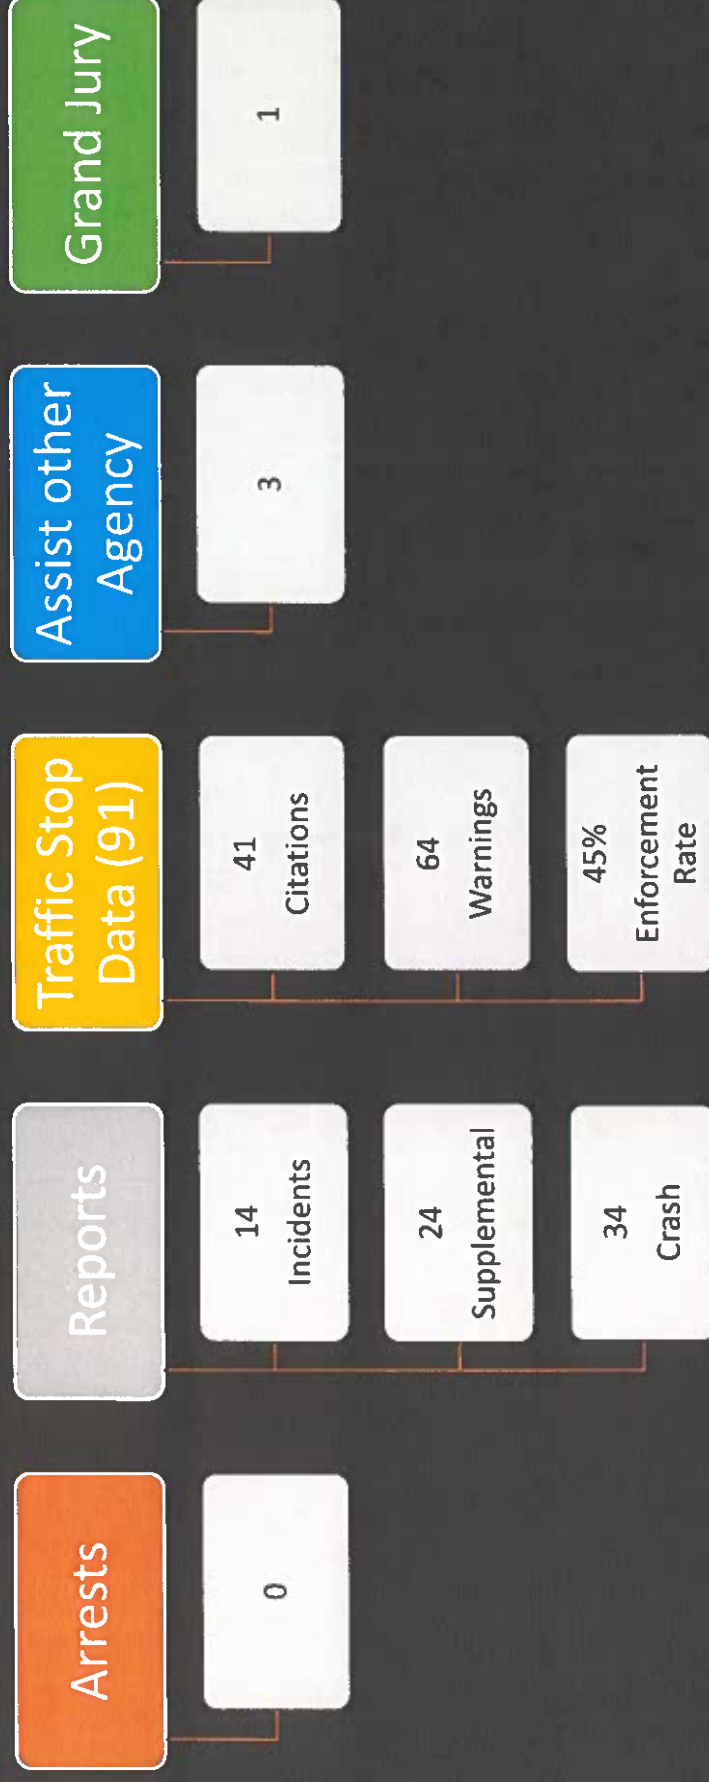 Arrests
0
Reports
14
Incidents
24
Supplemental
34
Crash
Traffic Stop
Data (91)
41
Citations
64
Warnings
45%
Enforcement
Rate
Assist other
Agency
3
Grand Jury
1